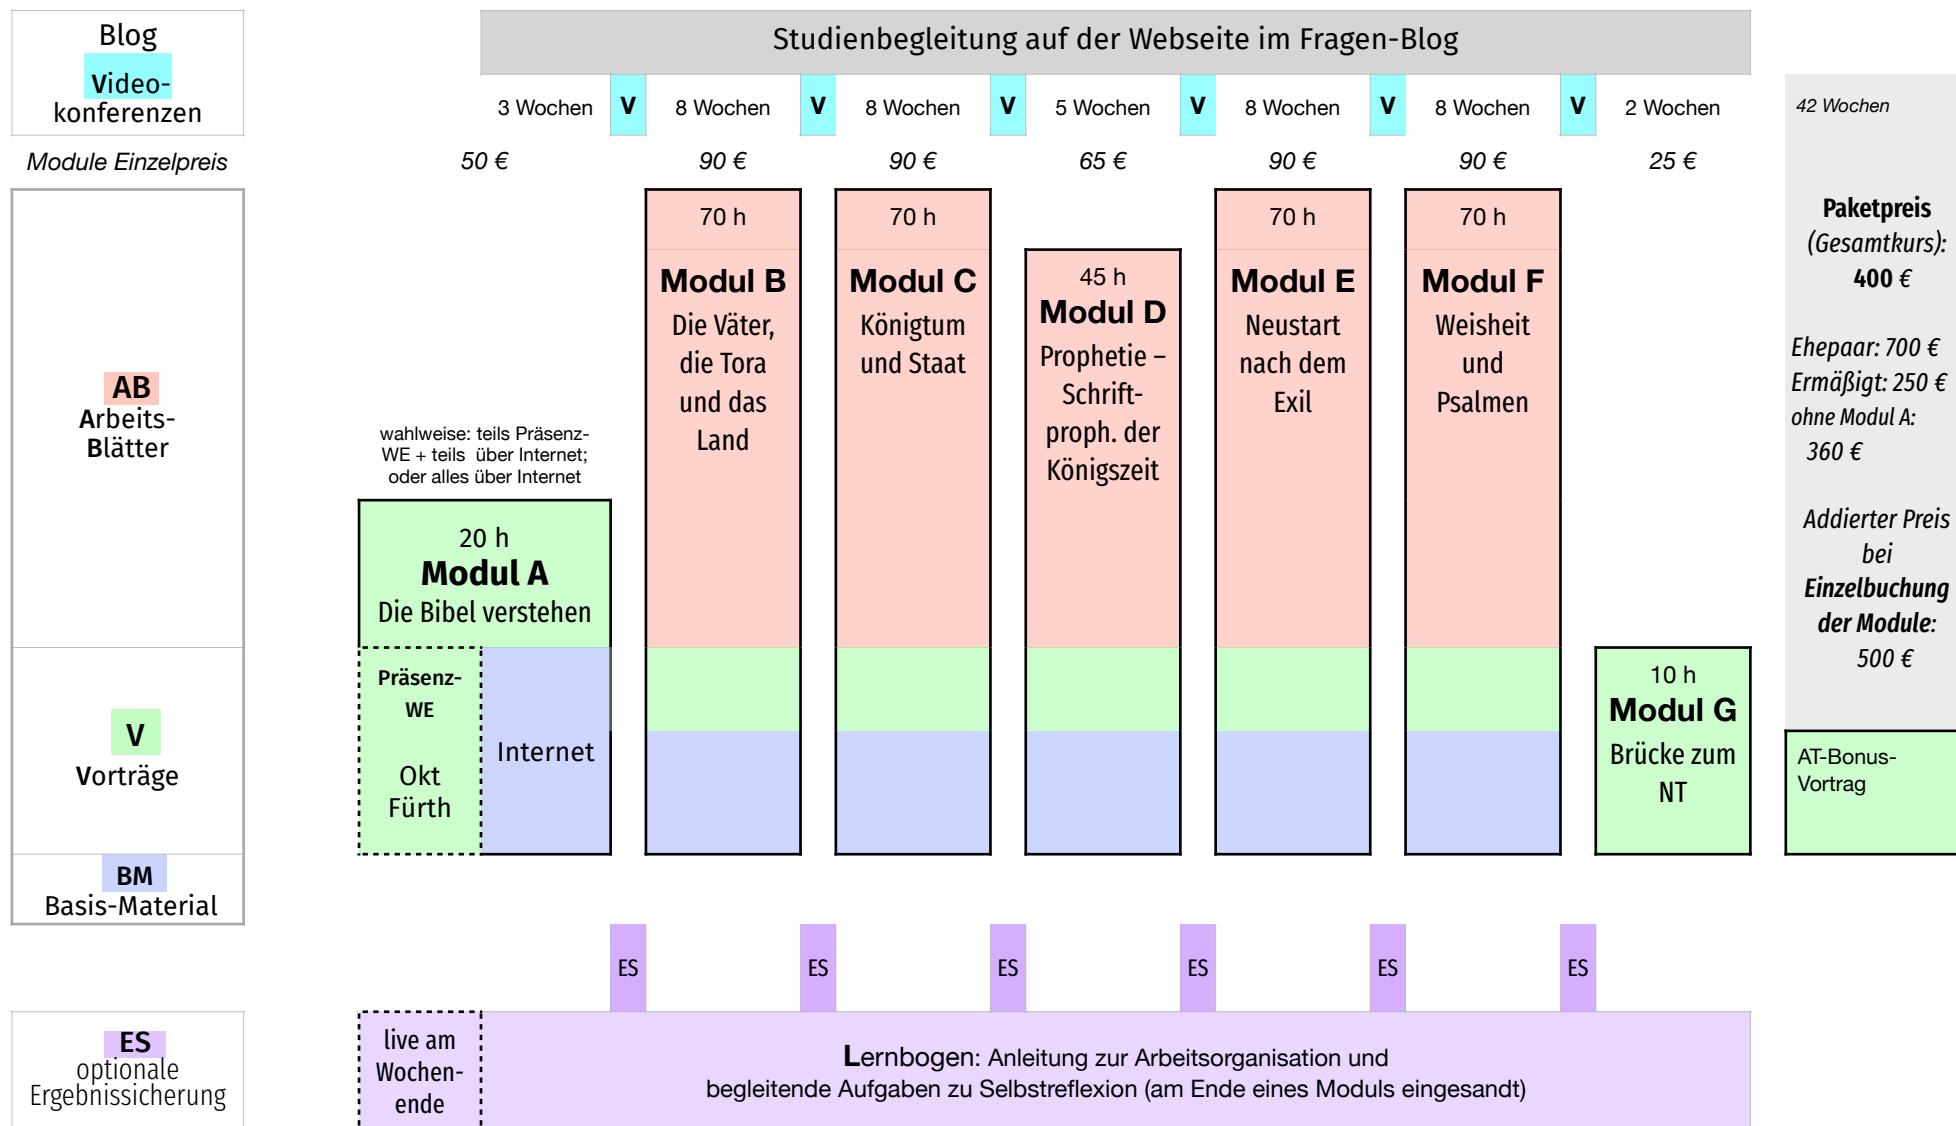 Blog
Video-
konferenzen
Studienbegleitung auf der Webseite im Fragen-Blog
3 Wochen V 8 Wochen V 8 Wochen V 5 Wochen V 8 Wochen V 8 Wochen V 2 Wochen
42 Wochen
Module Einzelpreis
50 € 90 € 90 € 65 € 90 € 90 € 25 €
AB
Arbeits-
Blätter
V
Vorträge
BM
Basis-Material
wahlweise: teils Präsenz-
WE + teils über Internet;
oder alles über Internet
20 h
Modul A
Die Bibel verstehen
Präsenz-
WE
Okt
Fürth
Internet
70 h
Modul B
Die Väter,
die Tora
und das
Land
70 h
Modul C
Königtum
und Staat
45 h
Modul D
Prophetie –
Schrift-
proph. der
Königszeit
70 h
Modul E
Neustart
nach dem
Exil
70 h
Modul F
Weisheit
und
Psalmen
10 h
Modul G
Brücke zum
NT
Paketpreis
(Gesamtkurs):
400 €
Ehepaar: 700 €
Ermäßigt: 250 €
ohne Modul A:
360 €
Addierter Preis
bei
Einzelbuchung
der Module:
500 €
AT-Bonus-
Vortrag
ES ES ES ES ES ES
ES
optionale
Ergebnissicherung
live am
Wochen-
ende
Lernbogen: Anleitung zur Arbeitsorganisation und
begleitende Aufgaben zu Selbstreflexion (am Ende eines Moduls eingesandt)